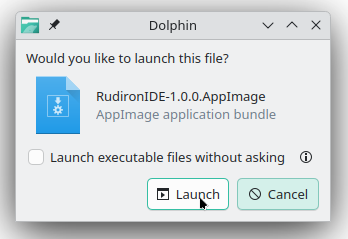 Dolphin
Would you like to launch this file?
RudironIDE-1.0.0.AppImage
AppImage application bundle
Launch executable files without asking
Launch
Cancel